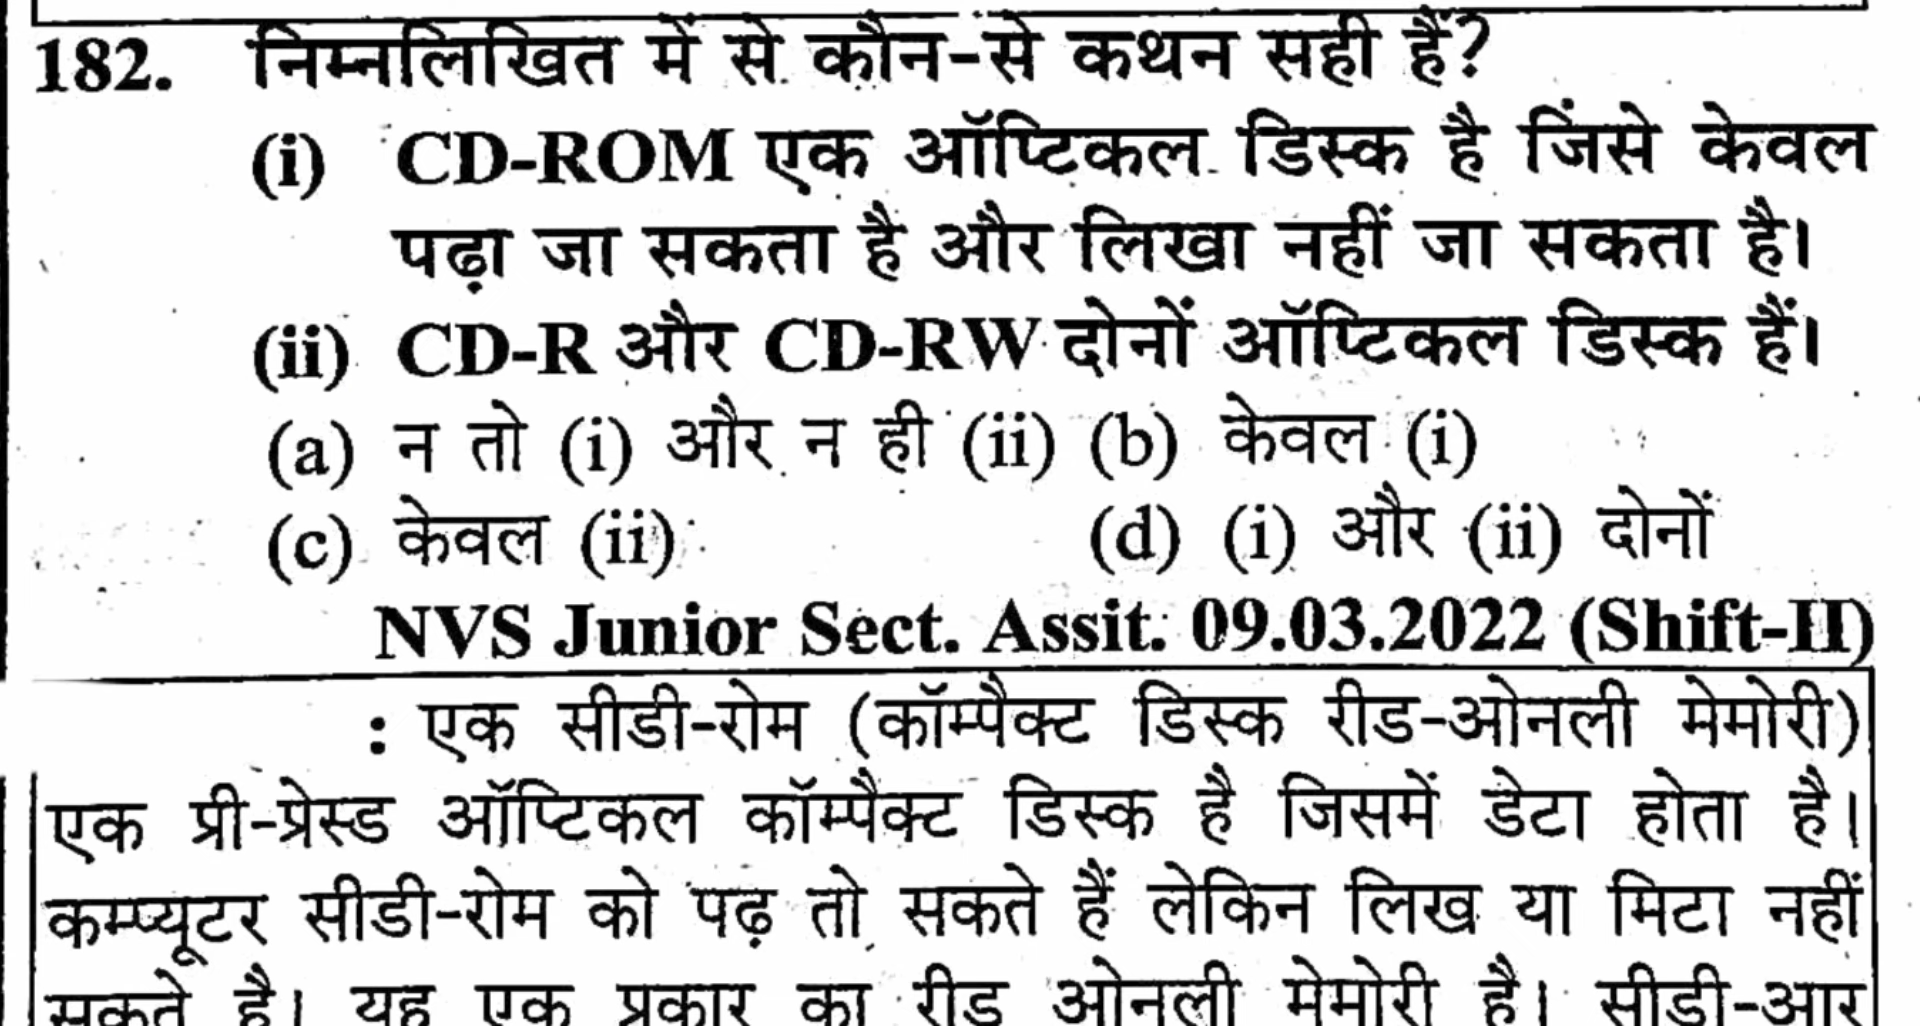 182. निम्नलिखित में से कौन-से कथन सही हैं?
(i) CD-ROM एक ऑप्टिकल डिस्क है जिसे केवल
पढ़ा जा सकता है और लिखा नहीं जा सकता है।
(ii) CD-R और CD-RW दोनों ऑप्टिकल डिस्क हैं।
(a) न तो (i) और न ही (ii) (b) केवल (i)
(c) केवल (ii) (d) (i) और (ii) दोनों
NVS Junior Sect. Assit. 09.03.2022 (Shift-II)
: एक सीडी-रोम (कॉम्पैक्ट डिस्क रीड-ओनली मेमोरी)
एक प्री-प्रेस्ड ऑप्टिकल कॉम्पैक्ट डिस्क है जिसमें डेटा होता है।
कम्प्यूटर सीडी-रोम को पढ़ तो सकते हैं लेकिन लिख या मिटा नहीं
सकते है। यह एक प्रकार का रीड ओनली मेमोरी है। सीडी-आर